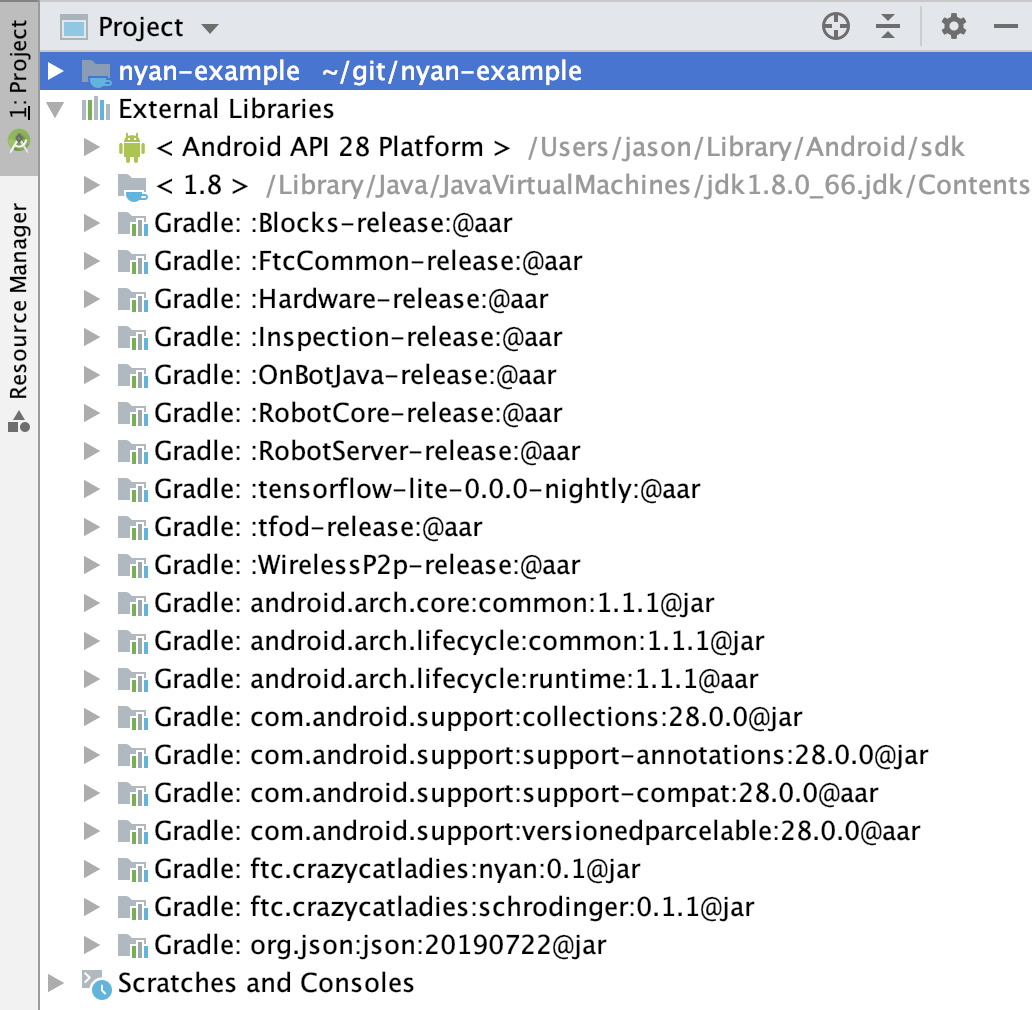 Project
1: Project
Resource Manager
nyan-example ~/git/nyan-example
External Libraries
< Android API 28 Platform > /Users/jason/Library/Android/sdk
< 1.8 > /Library/Java/JavaVirtualMachines/jdk1.8.0_66.jdk/Contents
Gradle: :Blocks-release:@aar
Gradle: :FtcCommon-release:@aar
Gradle: :Hardware-release:@aar
Gradle: :Inspection-release:@aar
Gradle: :OnBotJava-release:@aar
Gradle: :RobotCore-release:@aar
Gradle: :RobotServer-release:@aar
Gradle: :tensorflow-lite-0.0.0-nightly:@aar
Gradle: :tfod-release:@aar
Gradle: :WirelessP2p-release:@aar
Gradle: android.arch.core:common:1.1.1@jar
Gradle: android.arch.lifecycle:common:1.1.1@jar
Gradle: android.arch.lifecycle:runtime:1.1.1@aar
Gradle: com.android.support:collections:28.0.0@jar
Gradle: com.android.support:support-annotations:28.0.0@jar
Gradle: com.android.support:support-compat:28.0.0@aar
Gradle: com.android.support:versionedparcelable:28.0.0@aar
Gradle: ftc.crazycatladies:nyan:0.1@jar
Gradle: ftc.crazycatladies:schrodinger:0.1.1@jar
Gradle: org.json:json:20190722@jar
Scratches and Consoles